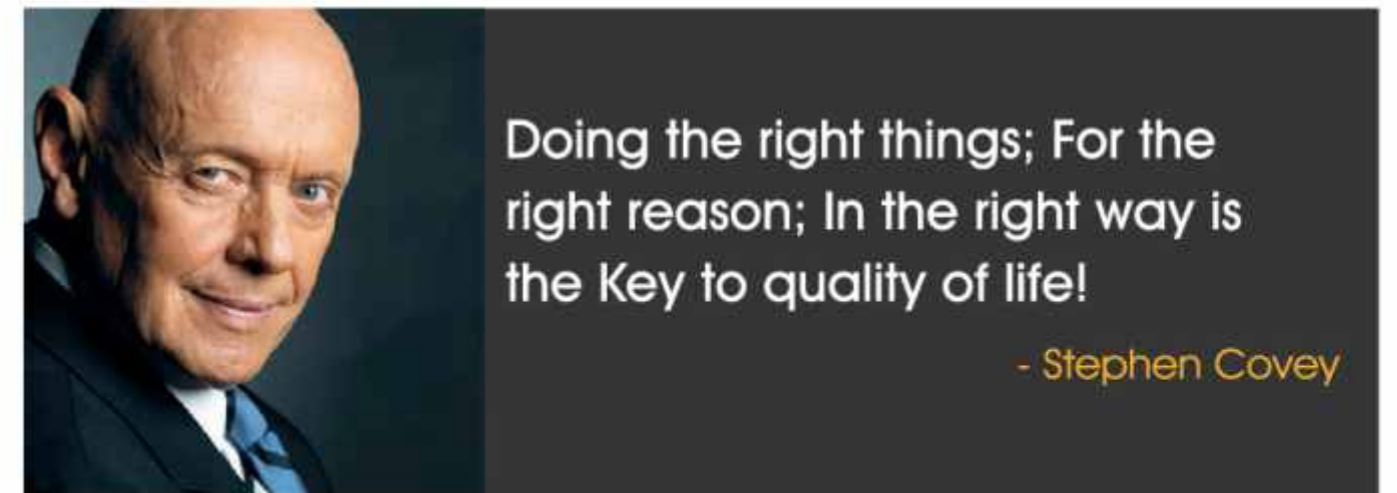 Doing the right things; For the
right reason; In the right way is
the Key to quality of life!
- Stephen Covey